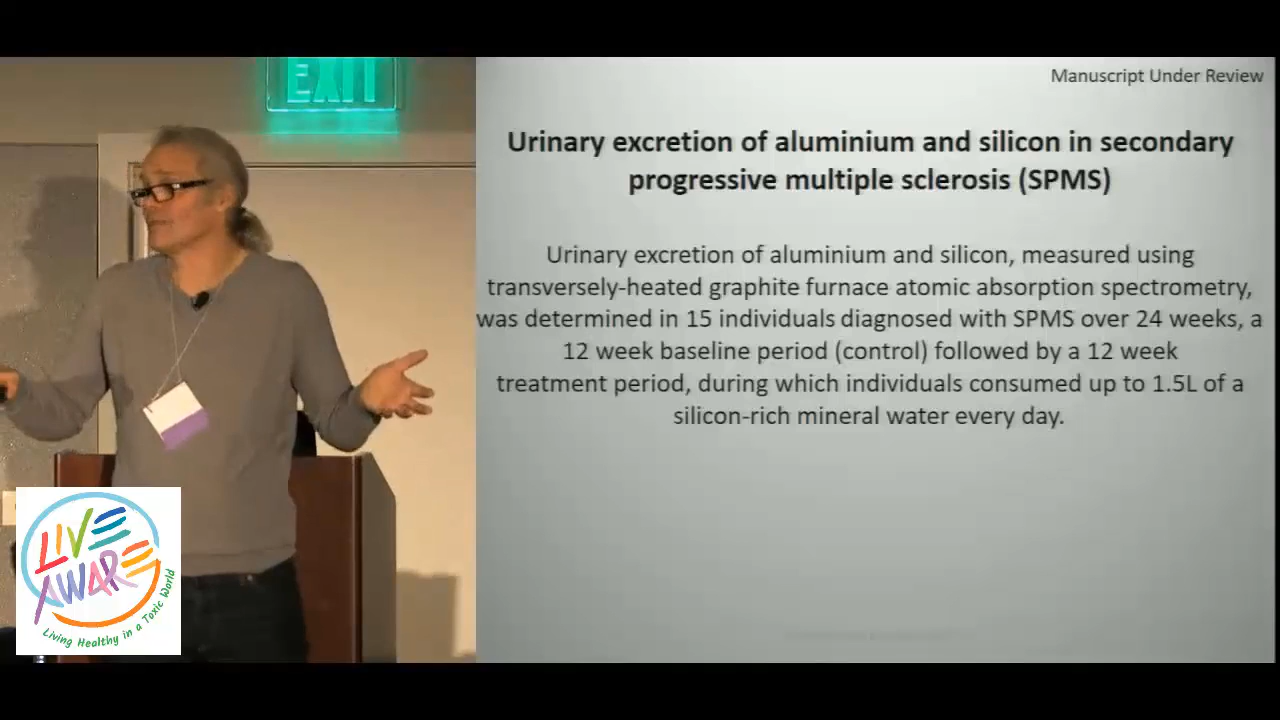 EXIT
Manuscript Under Review
Urinary excretion of aluminium and silicon in secondary
progressive multiple sclerosis (SPMS)
Urinary excretion of aluminium and silicon, measured using
transversely-heated graphite furnace atomic absorption spectrometry,
was determined in 15 individuals diagnosed with SPMS over 24 weeks, a
12 week baseline period (control) followed by a 12 week
treatment period, during which individuals consumed up to 1.5L of a
silicon-rich mineral water every day.
LIVE
AWARE
Living Healthy in a Toxic World